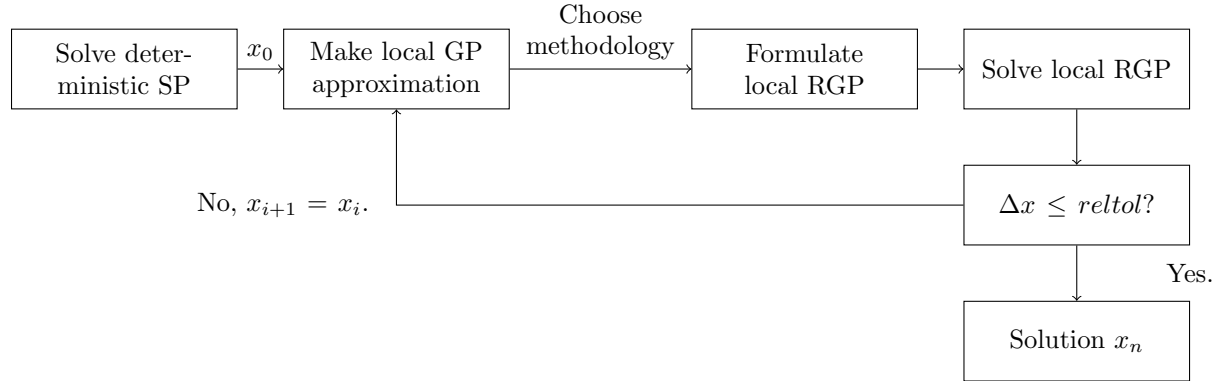 Solve deter-
ministic SP
x₀
Make local GP
approximation
Choose
methodology
Formulate
local RGP
Solve local RGP
Δx ≤ reltol?
No, xᵢ₊₁ = xᵢ.
Yes.
Solution xₙ